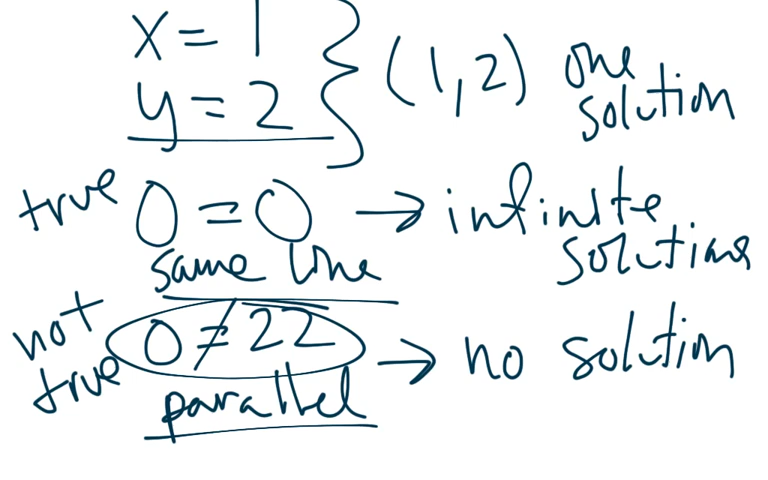 x = 1
y = 2 } (1,2) one solution
true 0 = 0 → infinite solutions
same line
not true 0 ≠ 22 → no solution
parallel